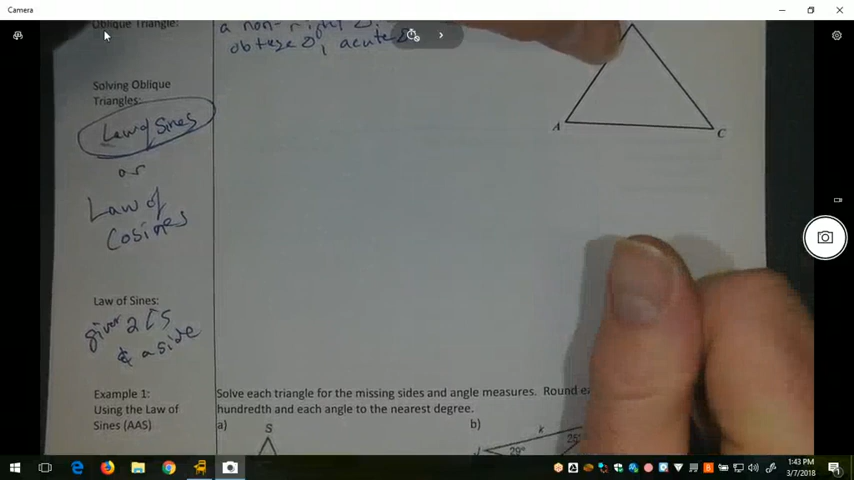 Camera
Oblique Triangle:
a non-right △.
obtuse △, acute △
Solving Oblique
Triangles:
Law of Sines
or
Law of
Cosines
A
C
Law of Sines:
given 2 ∠s
& a side
Example 1:
Using the Law of
Sines (AAS)
Solve each triangle for the missing sides and angle measures. Round
hundredth and each angle to the nearest degree.
a)
S
b)
k
J
29°
25°
1:43 PM
3/7/2018